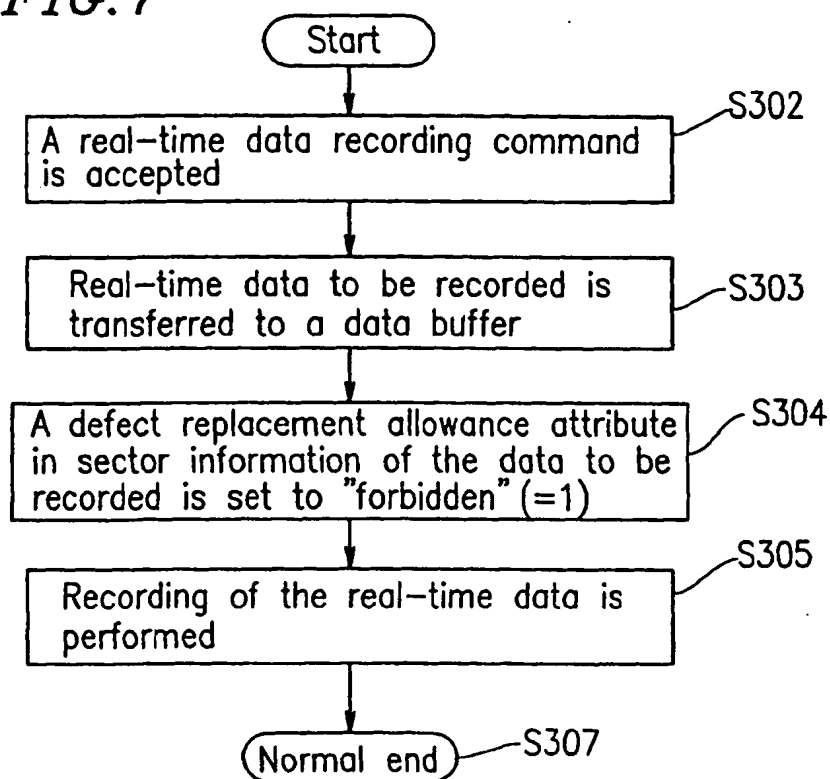 FIG. 7
Start
S302
A real-time data recording command
is accepted
S303
Real-time data to be recorded is
transferred to a data buffer
S304
A defect replacement allowance attribute
in sector information of the data to be
recorded is set to "forbidden" (=1)
S305
Recording of the real-time data is
performed
Normal end
S307